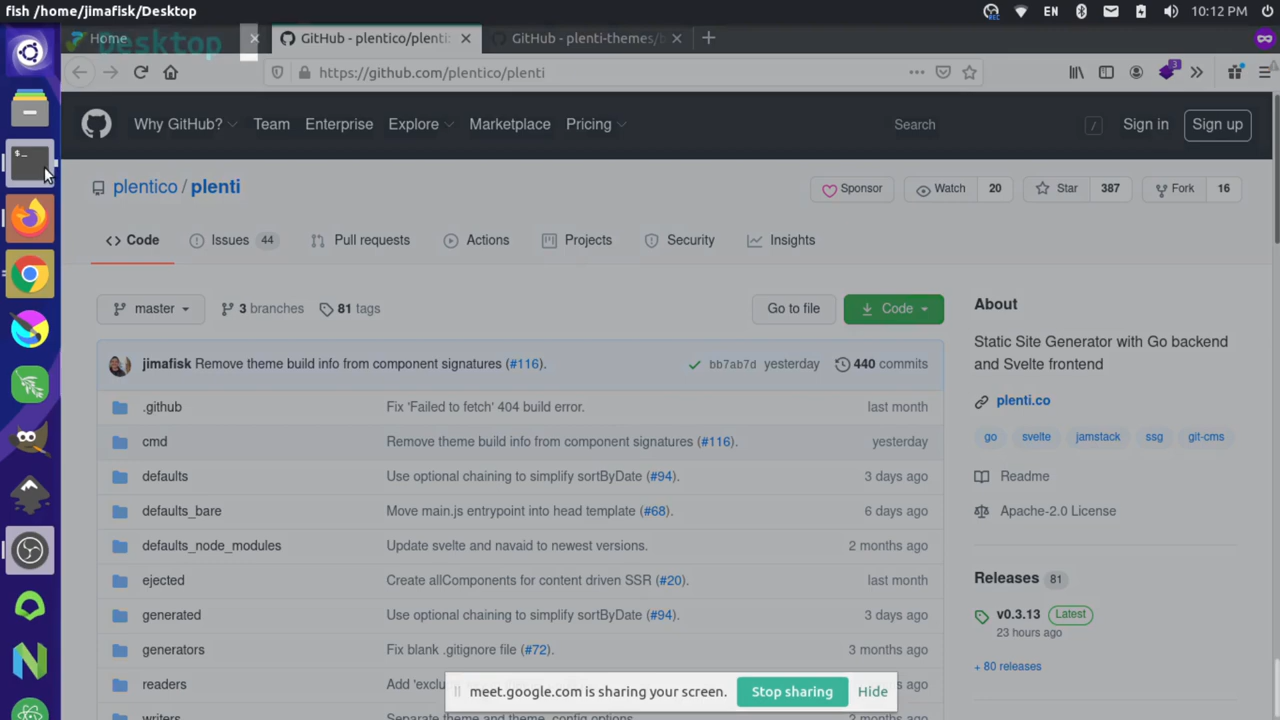 fish /home/jimafisk/Desktop
REC
EN
10:12 PM
Home
Desktop
GitHub - plentico/plenti:
GitHub - plenti-themes/b
https://github.com/plentico/plenti
3
Why GitHub?
Team
Enterprise
Explore
Marketplace
Pricing
Search
/
Sign in
Sign up
$_
plentico / plenti
Sponsor
Watch
20
Star
387
Fork
16
Code
Issues
44
Pull requests
Actions
Projects
Security
Insights
master
3 branches
81 tags
Go to file
Code
About
Static Site Generator with Go backend
and Svelte frontend
jimafisk Remove theme build info from component signatures (#116).
bb7ab7d yesterday
440 commits
plenti.co
.github
Fix 'Failed to fetch' 404 build error.
last month
cmd
Remove theme build info from component signatures (#116).
yesterday
go
svelte
jamstack
ssg
git-cms
defaults
Use optional chaining to simplify sortByDate (#94).
3 days ago
Readme
defaults_bare
Move main.js entrypoint into head template (#68).
6 days ago
Apache-2.0 License
defaults_node_modules
Update svelte and navaid to newest versions.
2 months ago
ejected
Create allComponents for content driven SSR (#20).
last month
Releases 81
generated
Use optional chaining to simplify sortByDate (#94).
3 days ago
v0.3.13
Latest
23 hours ago
generators
Fix blank .gitignore file (#72).
3 months ago
+ 80 releases
readers
meet.google.com is sharing your screen.
Stop sharing
Hide